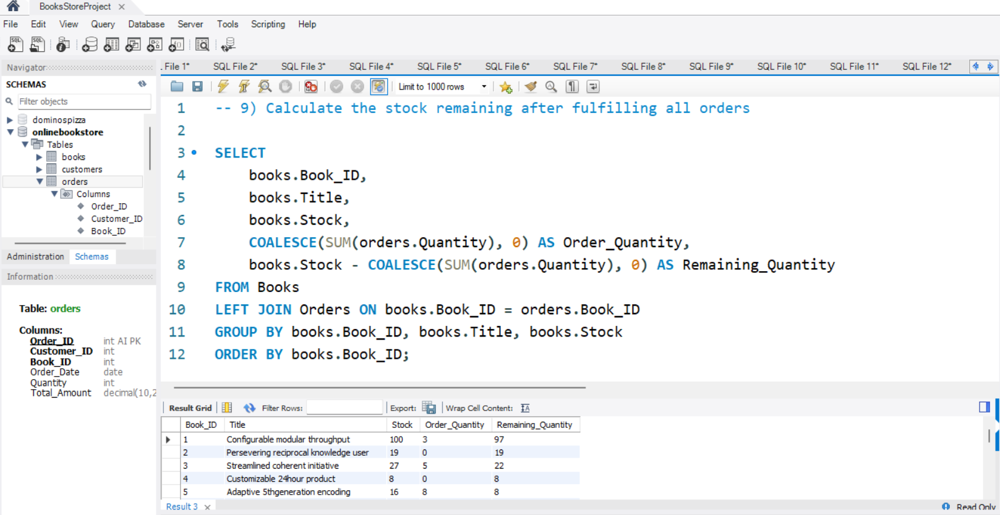 BooksStoreProject ×
File Edit View Query Database Server Tools Scripting Help
Navigator
SCHEMAS
Filter objects
dominospizza
onlinebookstore
Tables
books
customers
orders
Columns
Order_ID
Customer_ID
Book_ID
Administration Schemas
Information
Table: orders
Columns:
Order_ID int AI PK
Customer_ID int
Book_ID int
Order_Date date
Quantity int
Total_Amount decimal(10,2
. File 1* SQL File 2* SQL File 3* SQL File 4* SQL File 5* SQL File 6* SQL File 7* SQL File 8* SQL File 9* SQL File 10* SQL File 11* SQL File 12*
Limit to 1000 rows
1 -- 9) Calculate the stock remaining after fulfilling all orders
2
3 SELECT
4 books.Book_ID,
5 books.Title,
6 books.Stock,
7 COALESCE(SUM(orders.Quantity), 0) AS Order_Quantity,
8 books.Stock - COALESCE(SUM(orders.Quantity), 0) AS Remaining_Quantity
9 FROM Books
10 LEFT JOIN Orders ON books.Book_ID = orders.Book_ID
11 GROUP BY books.Book_ID, books.Title, books.Stock
12 ORDER BY books.Book_ID;
Result Grid Filter Rows: Export: Wrap Cell Content:
Book_ID Title Stock Order_Quantity Remaining_Quantity
1 Configurable modular throughput 100 3 97
2 Persevering reciprocal knowledge user 19 0 19
3 Streamlined coherent initiative 27 5 22
4 Customizable 24hour product 8 0 8
5 Adaptive 5thgeneration encoding 16 8 8
Result 3 × Read Only